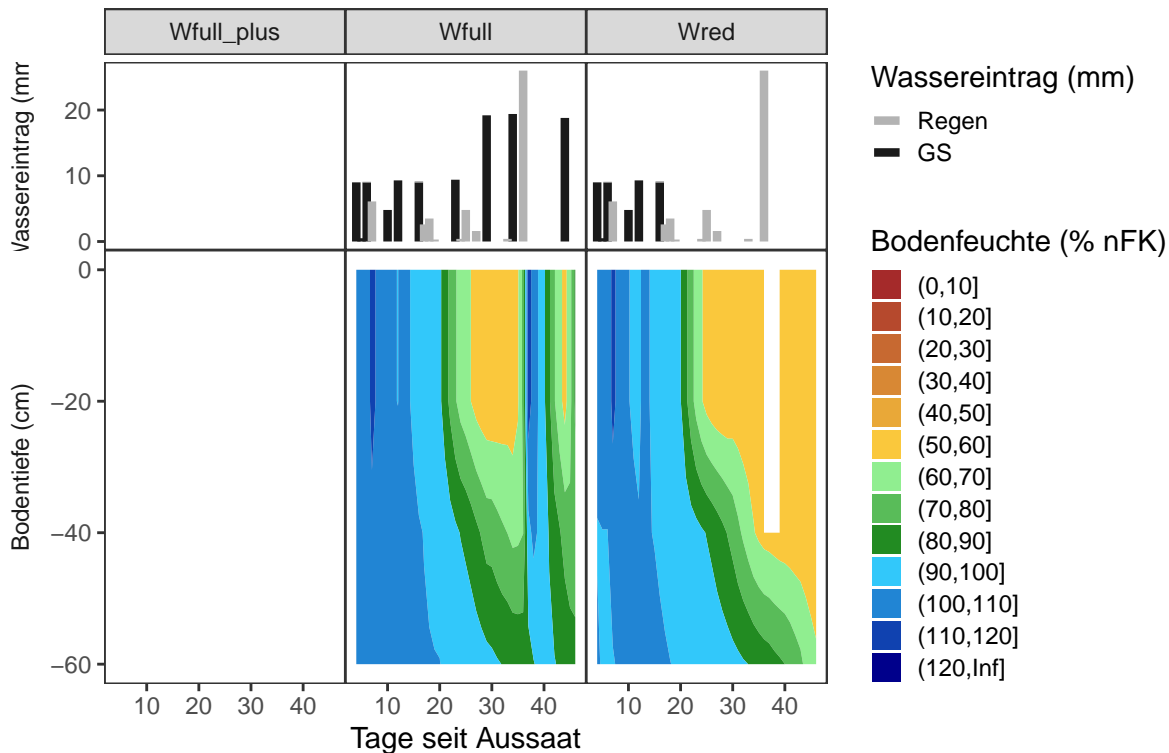 Wfull_plus
Wfull
Wred
Wassereintrag (mm
20
10
0
Wassereintrag (mm)
Regen
GS
Bodentiefe (cm)
0
−20
−40
−60
10 20 30 40
10 20 30 40
10 20 30 40
Tage seit Aussaat
Bodenfeuchte (% nFK)
(0,10]
(10,20]
(20,30]
(30,40]
(40,50]
(50,60]
(60,70]
(70,80]
(80,90]
(90,100]
(100,110]
(110,120]
(120,Inf]